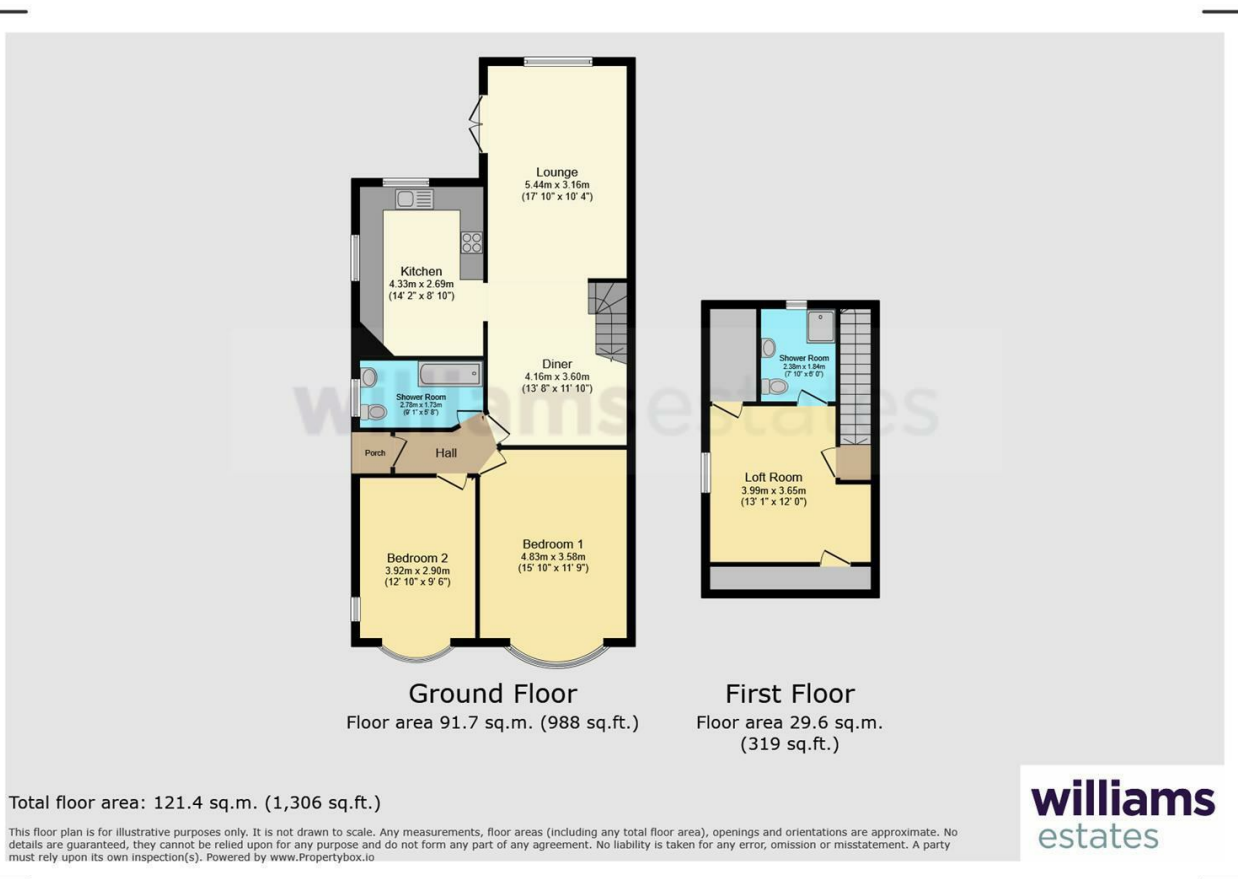 Lounge
5.44m x 3.16m
(17' 10" x 10' 4")
Kitchen
4.33m x 2.69m
(14' 2" x 8' 10")
Diner
4.16m x 3.60m
(13' 8" x 11' 10")
Shower Room
2.78m x 1.73m
(9' 1" x 5' 8")
Porch
Hall
Bedroom 2
3.92m x 2.90m
(12' 10" x 9' 6")
Bedroom 1
4.83m x 3.58m
(15' 10" x 11' 9")
Shower Room
2.38m x 1.84m
(7' 10" x 6' 0")
Loft Room
3.99m x 3.65m
(13' 1" x 12' 0")
williamsestates
Ground Floor
Floor area 91.7 sq.m. (988 sq.ft.)
First Floor
Floor area 29.6 sq.m.
(319 sq.ft.)
Total floor area: 121.4 sq.m. (1,306 sq.ft.)
This floor plan is for illustrative purposes only. It is not drawn to scale. Any measurements, floor areas (including any total floor area), openings and orientations are approximate. No
details are guaranteed, they cannot be relied upon for any purpose and do not form any part of any agreement. No liability is taken for any error, omission or misstatement. A party
must rely upon its own inspection(s). Powered by www.Propertybox.io
williams
estates